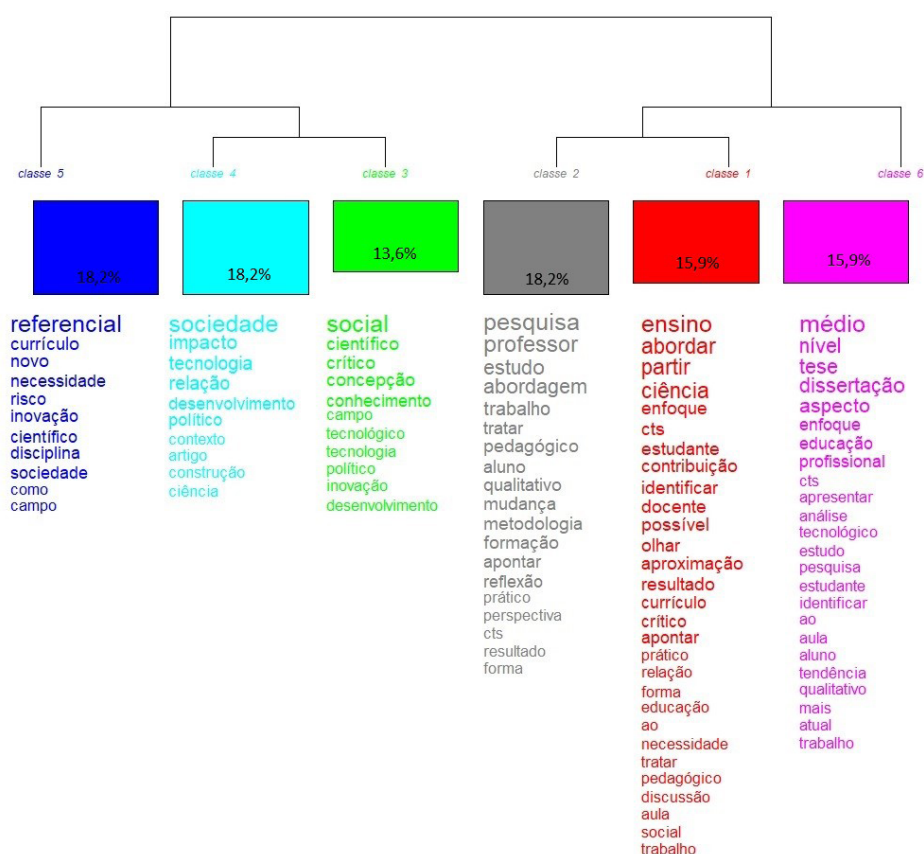 classe 5
classe 4
classe 3
classe 2
classe 1
classe 6
18,2%
18,2%
13,6%
18,2%
15,9%
15,9%
referencial
currículo
novo
necessidade
risco
inovação
científico
disciplina
sociedade
como
campo
sociedade
impacto
tecnologia
relação
desenvolvimento
político
contexto
artigo
construção
ciência
social
científico
crítico
concepção
conhecimento
campo
tecnológico
tecnologia
político
inovação
desenvolvimento
pesquisa
professor
estudo
abordagem
trabalho
tratar
pedagógico
aluno
qualitativo
mudança
metodologia
formação
apontar
reflexão
prático
perspectiva
cts
resultado
forma
ensino
abordar
partir
ciência
enfoque
cts
estudante
contribuição
identificar
docente
possível
olhar
aproximação
resultado
currículo
crítico
apontar
prático
relação
forma
educação
ao
necessidade
tratar
pedagógico
discussão
aula
social
trabalho
médio
nível
tese
dissertação
aspecto
enfoque
educação
profissional
cts
apresentar
análise
tecnológico
estudo
pesquisa
estudante
identificar
ao
aula
aluno
tendência
qualitativo
mais
atual
trabalho